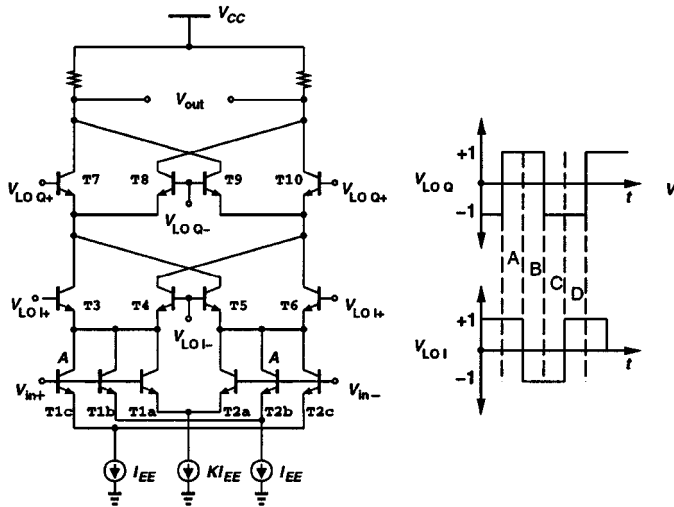 V_CC
V_out
T7 T8 T9 T10
V_LO Q+ V_LO Q+
V_LO Q−
T3 T4 T5 T6
V_LO I+ V_LO I+
V_LO I−
A A
V_in+ V_in−
T1c T1b T1a T2a T2b T2c
I_EE KI_EE I_EE
+1
V_LO Q
−1
t
V
A B C D
+1
V_LO I
−1
t